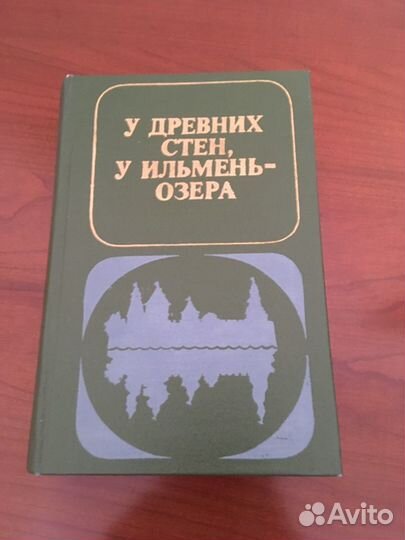 У ДРЕВНИХ
СТЕН,
У ИЛЬМЕНЬ-
ОЗЕРА
Avito